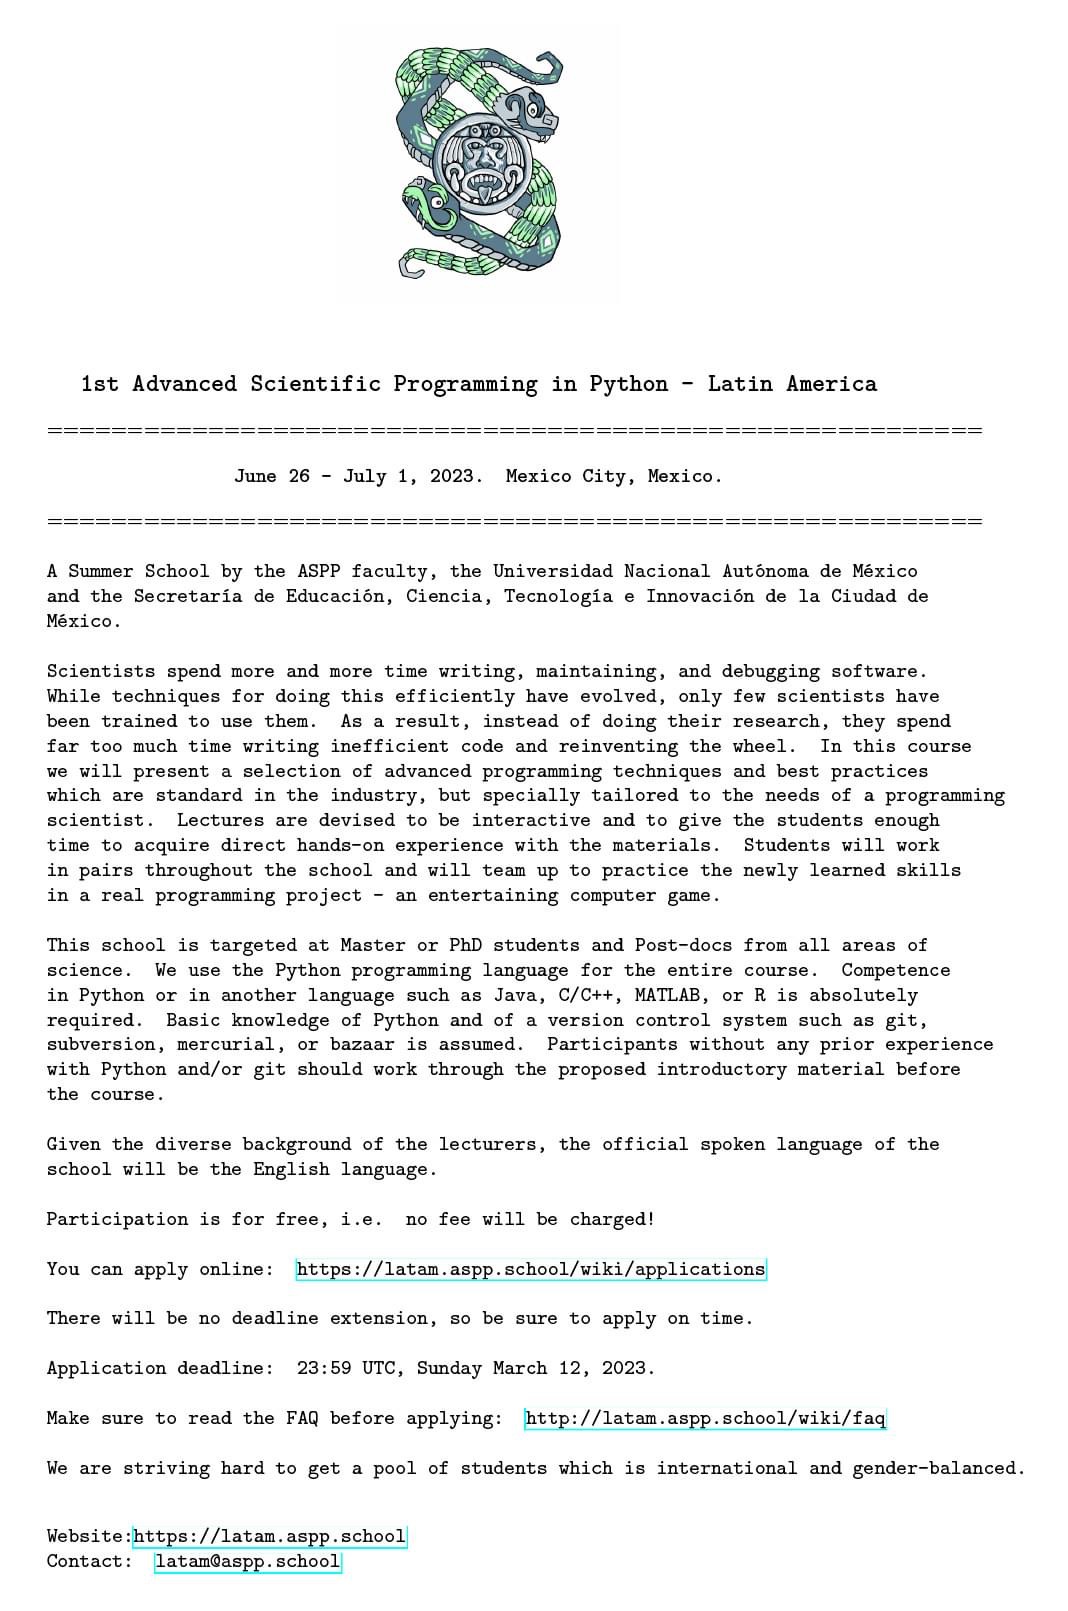 1st Advanced Scientific Programming in Python - Latin America
==========================================================
June 26 - July 1, 2023. Mexico City, Mexico.
==========================================================
A Summer School by the ASPP faculty, the Universidad Nacional Autónoma de México
and the Secretaría de Educación, Ciencia, Tecnología e Innovación de la Ciudad de
México.
Scientists spend more and more time writing, maintaining, and debugging software.
While techniques for doing this efficiently have evolved, only few scientists have
been trained to use them. As a result, instead of doing their research, they spend
far too much time writing inefficient code and reinventing the wheel. In this course
we will present a selection of advanced programming techniques and best practices
which are standard in the industry, but specially tailored to the needs of a programming
scientist. Lectures are devised to be interactive and to give the students enough
time to acquire direct hands-on experience with the materials. Students will work
in pairs throughout the school and will team up to practice the newly learned skills
in a real programming project - an entertaining computer game.
This school is targeted at Master or PhD students and Post-docs from all areas of
science. We use the Python programming language for the entire course. Competence
in Python or in another language such as Java, C/C++, MATLAB, or R is absolutely
required. Basic knowledge of Python and of a version control system such as git,
subversion, mercurial, or bazaar is assumed. Participants without any prior experience
with Python and/or git should work through the proposed introductory material before
the course.
Given the diverse background of the lecturers, the official spoken language of the
school will be the English language.
Participation is for free, i.e. no fee will be charged!
You can apply online: https://latam.aspp.school/wiki/applications
There will be no deadline extension, so be sure to apply on time.
Application deadline: 23:59 UTC, Sunday March 12, 2023.
Make sure to read the FAQ before applying: http://latam.aspp.school/wiki/faq
We are striving hard to get a pool of students which is international and gender-balanced.
Website:https://latam.aspp.school
Contact: latam@aspp.school